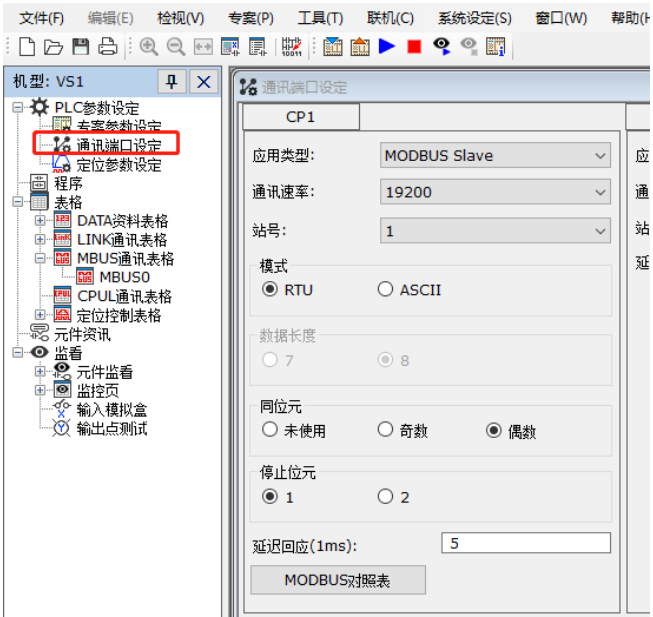 文件(F) 编辑(E) 检视(V) 专案(P) 工具(T) 联机(C) 系统设定(S) 窗口(W) 帮助(H
机型: VS1
PLC参数设定
专案参数设定
通讯端口设定
定位参数设定
程序
表格
DATA资料表格
LINK通讯表格
MBUS通讯表格
MBUS0
CPUL通讯表格
定位控制表格
元件资讯
监看
元件监看
监控页
输入模拟盒
输出点测试
通讯端口设定
CP1
应用类型: MODBUS Slave
通讯速率: 19200
站号: 1
模式
RTU ASCII
数据长度
7 8
同位元
未使用 奇数 偶数
停止位元
1 2
延迟回应(1ms): 5
MODBUS对照表
应
通
站
延